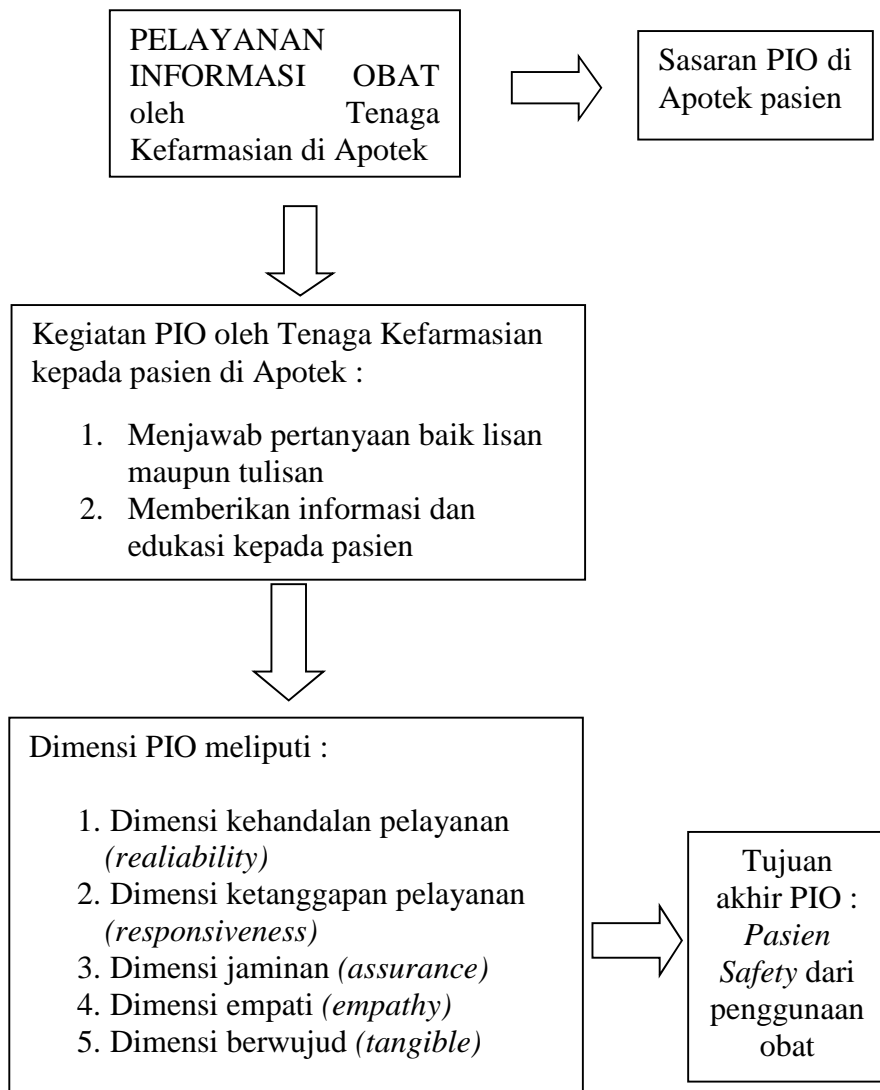 PELAYANAN
INFORMASI OBAT
oleh Tenaga
Kefarmasian di Apotek
Sasaran PIO di
Apotek pasien
Kegiatan PIO oleh Tenaga Kefarmasian
kepada pasien di Apotek :
1. Menjawab pertanyaan baik lisan
maupun tulisan
2. Memberikan informasi dan
edukasi kepada pasien
Dimensi PIO meliputi :
1. Dimensi kehandalan pelayanan
(realiability)
2. Dimensi ketanggapan pelayanan
(responsiveness)
3. Dimensi jaminan (assurance)
4. Dimensi empati (empathy)
5. Dimensi berwujud (tangible)
Tujuan
akhir PIO :
Pasien
Safety dari
penggunaan
obat